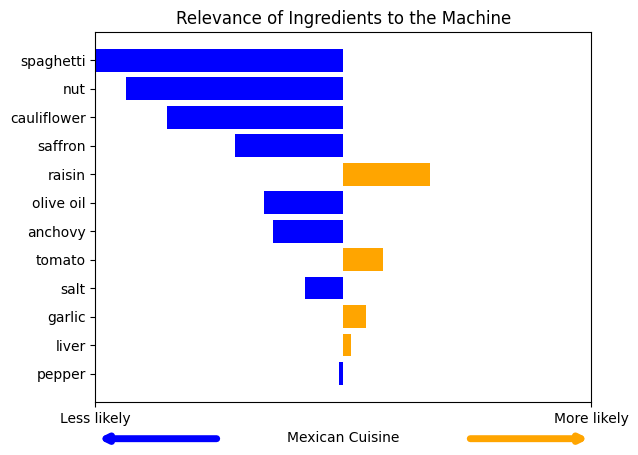 Relevance of Ingredients to the Machine
spaghetti
nut
cauliflower
saffron
raisin
olive oil
anchovy
tomato
salt
garlic
liver
pepper
Less likely
More likely
Mexican Cuisine